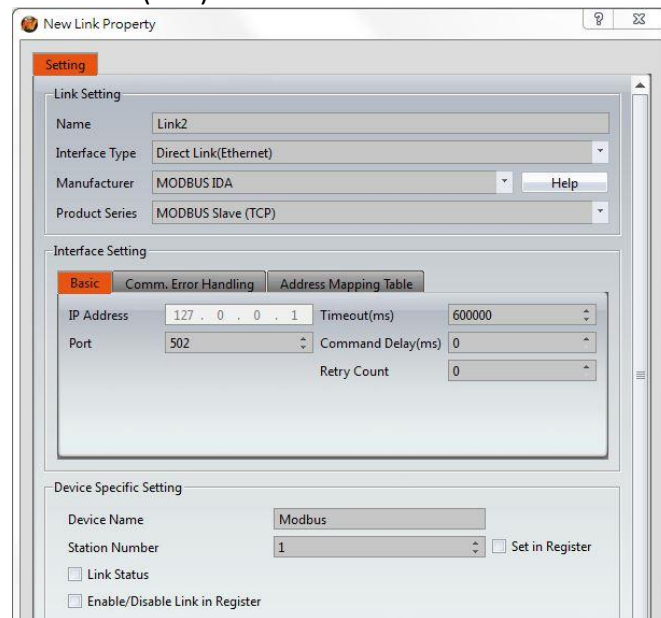 New Link Property
Setting
Link Setting
Name Link2
Interface Type Direct Link(Ethernet)
Manufacturer MODBUS IDA Help
Product Series MODBUS Slave (TCP)
Interface Setting
Basic Comm. Error Handling Address Mapping Table
IP Address 127 . 0 . 0 . 1 Timeout(ms) 600000
Port 502 Command Delay(ms) 0
Retry Count 0
Device Specific Setting
Device Name Modbus
Station Number 1 Set in Register
Link Status
Enable/Disable Link in Register